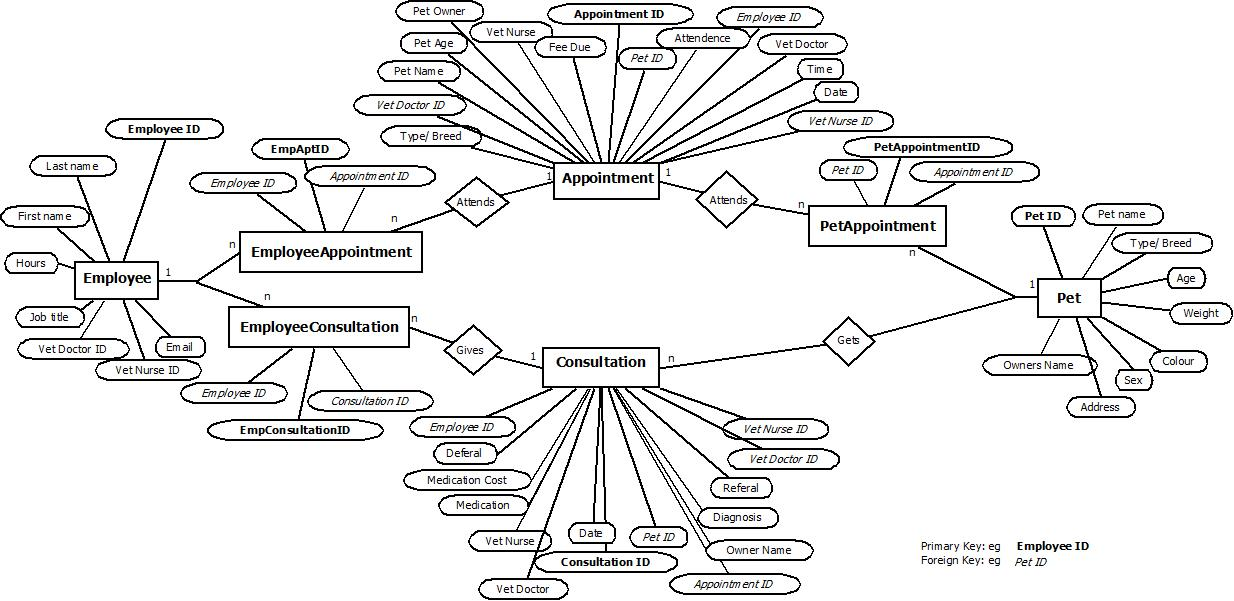 Pet Owner
Appointment ID
Employee ID
Vet Nurse
Attendence
Pet Age
Fee Due
Vet Doctor
Pet ID
Pet Name
Time
Date
Vet Doctor ID
Vet Nurse ID
Type/ Breed
Employee ID
EmpAptID
PetAppointmentID
Last name
Employee ID
Appointment ID
Pet ID
Appointment ID
1
Appointment
1
First name
Attends
Attends
n
n
Pet ID
Pet name
PetAppointment
Type/ Breed
n
EmployeeAppointment
n
Hours
Employee
1
1
Pet
Age
n
Weight
Job title
EmployeeConsultation
n
Vet Doctor ID
Email
Gives
1
Consultation
n
Gets
Owners Name
Colour
Vet Nurse ID
Sex
Employee ID
Consultation ID
Address
EmpConsultationID
Employee ID
Vet Nurse ID
Deferal
Vet Doctor ID
Medication Cost
Referal
Medication
Diagnosis
Vet Nurse
Date
Pet ID
Owner Name
Consultation ID
Vet Doctor
Appointment ID
Primary Key: eg Employee ID
Foreign Key: eg Pet ID